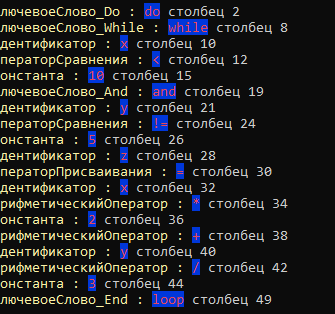 лючевоеСлово_Do : do столбец 2
лючевоеСлово_While : while столбец 8
дентификатор : x столбец 10
ператорСравнения : < столбец 12
онстанта : 10 столбец 15
лючевоеСлово_And : and столбец 19
дентификатор : y столбец 21
ператорСравнения : != столбец 24
онстанта : 5 столбец 26
дентификатор : z столбец 28
ператорПрисваивания : = столбец 30
дентификатор : x столбец 32
рифметическийОператор : * столбец 34
онстанта : 2 столбец 36
рифметическийОператор : + столбец 38
дентификатор : y столбец 40
рифметическийОператор : / столбец 42
онстанта : 3 столбец 44
лючевоеСлово_End : loop столбец 49